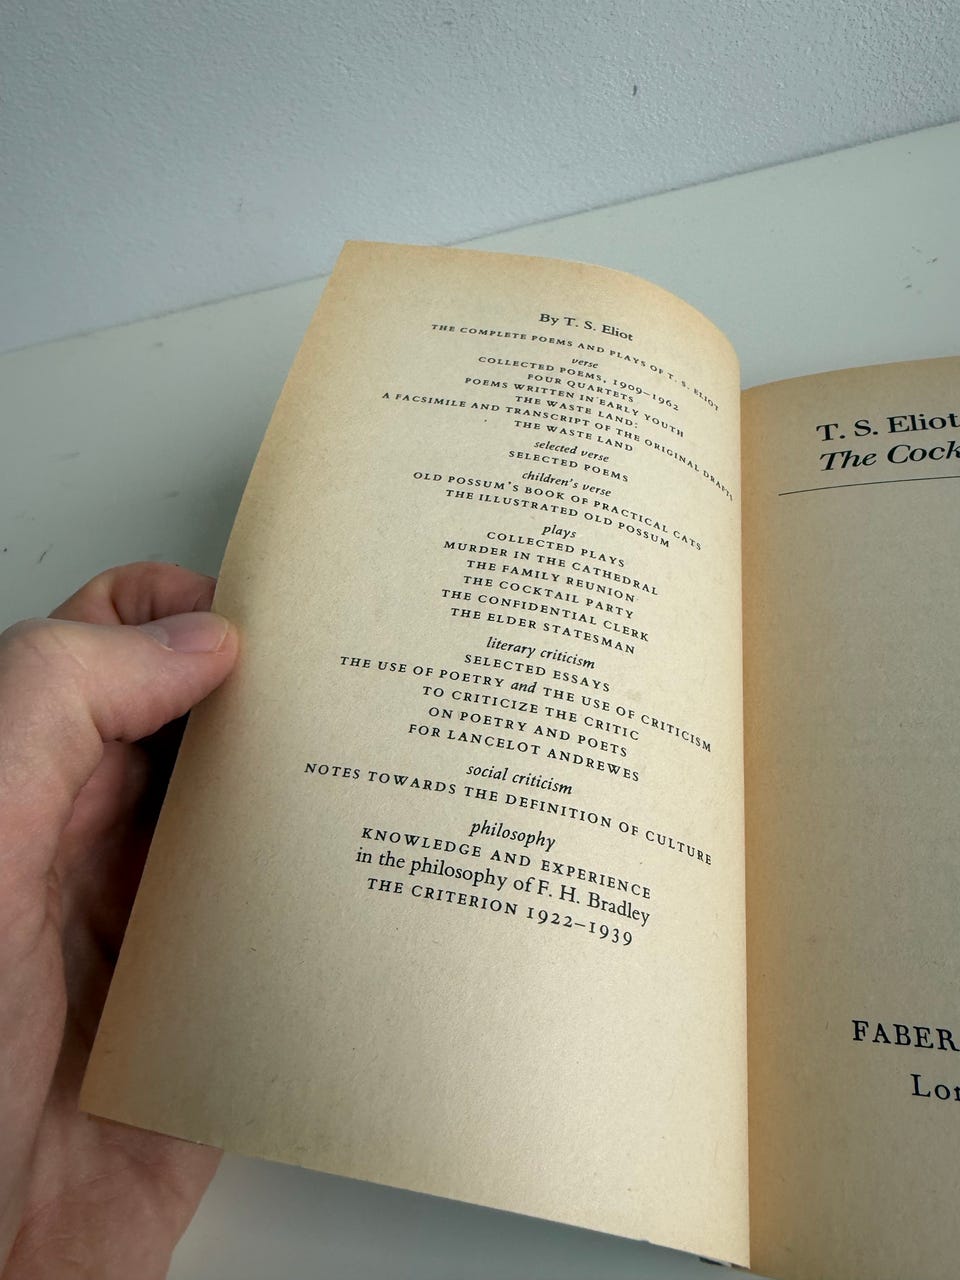 By T. S. Eliot
THE COMPLETE POEMS AND PLAYS OF T. S. ELIOT
verse
COLLECTED POEMS, 1909–1962
FOUR QUARTETS
POEMS WRITTEN IN EARLY YOUTH
THE WASTE LAND:
A FACSIMILE AND TRANSCRIPT OF THE ORIGINAL DRAFTS
THE WASTE LAND
selected verse
SELECTED POEMS
children's verse
OLD POSSUM'S BOOK OF PRACTICAL CATS
THE ILLUSTRATED OLD POSSUM
plays
COLLECTED PLAYS
MURDER IN THE CATHEDRAL
THE FAMILY REUNION
THE COCKTAIL PARTY
THE CONFIDENTIAL CLERK
THE ELDER STATESMAN
literary criticism
SELECTED ESSAYS
THE USE OF POETRY and THE USE OF CRITICISM
TO CRITICIZE THE CRITIC
ON POETRY AND POETS
FOR LANCELOT ANDREWES
social criticism
NOTES TOWARDS THE DEFINITION OF CULTURE
philosophy
KNOWLEDGE AND EXPERIENCE
in the philosophy of F. H. Bradley
THE CRITERION 1922–1939
T. S. Eliot
The Cock
FABER
Lon